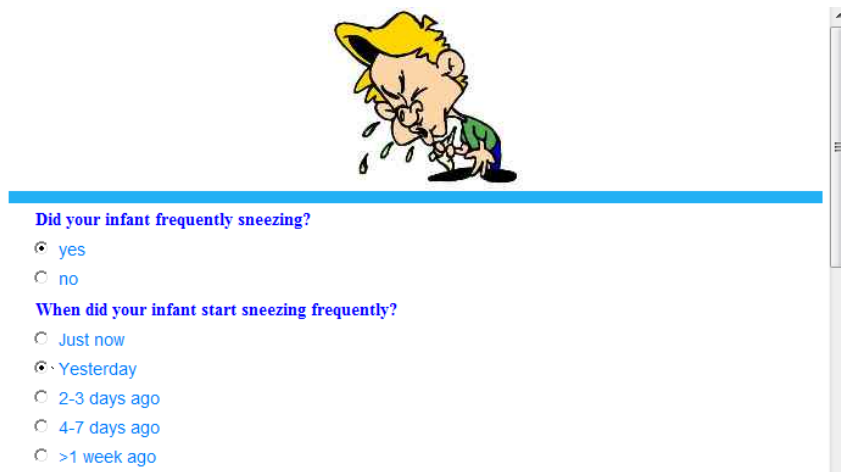 Did your infant frequently sneezing?
yes
no
When did your infant start sneezing frequently?
Just now
Yesterday
2-3 days ago
4-7 days ago
>1 week ago